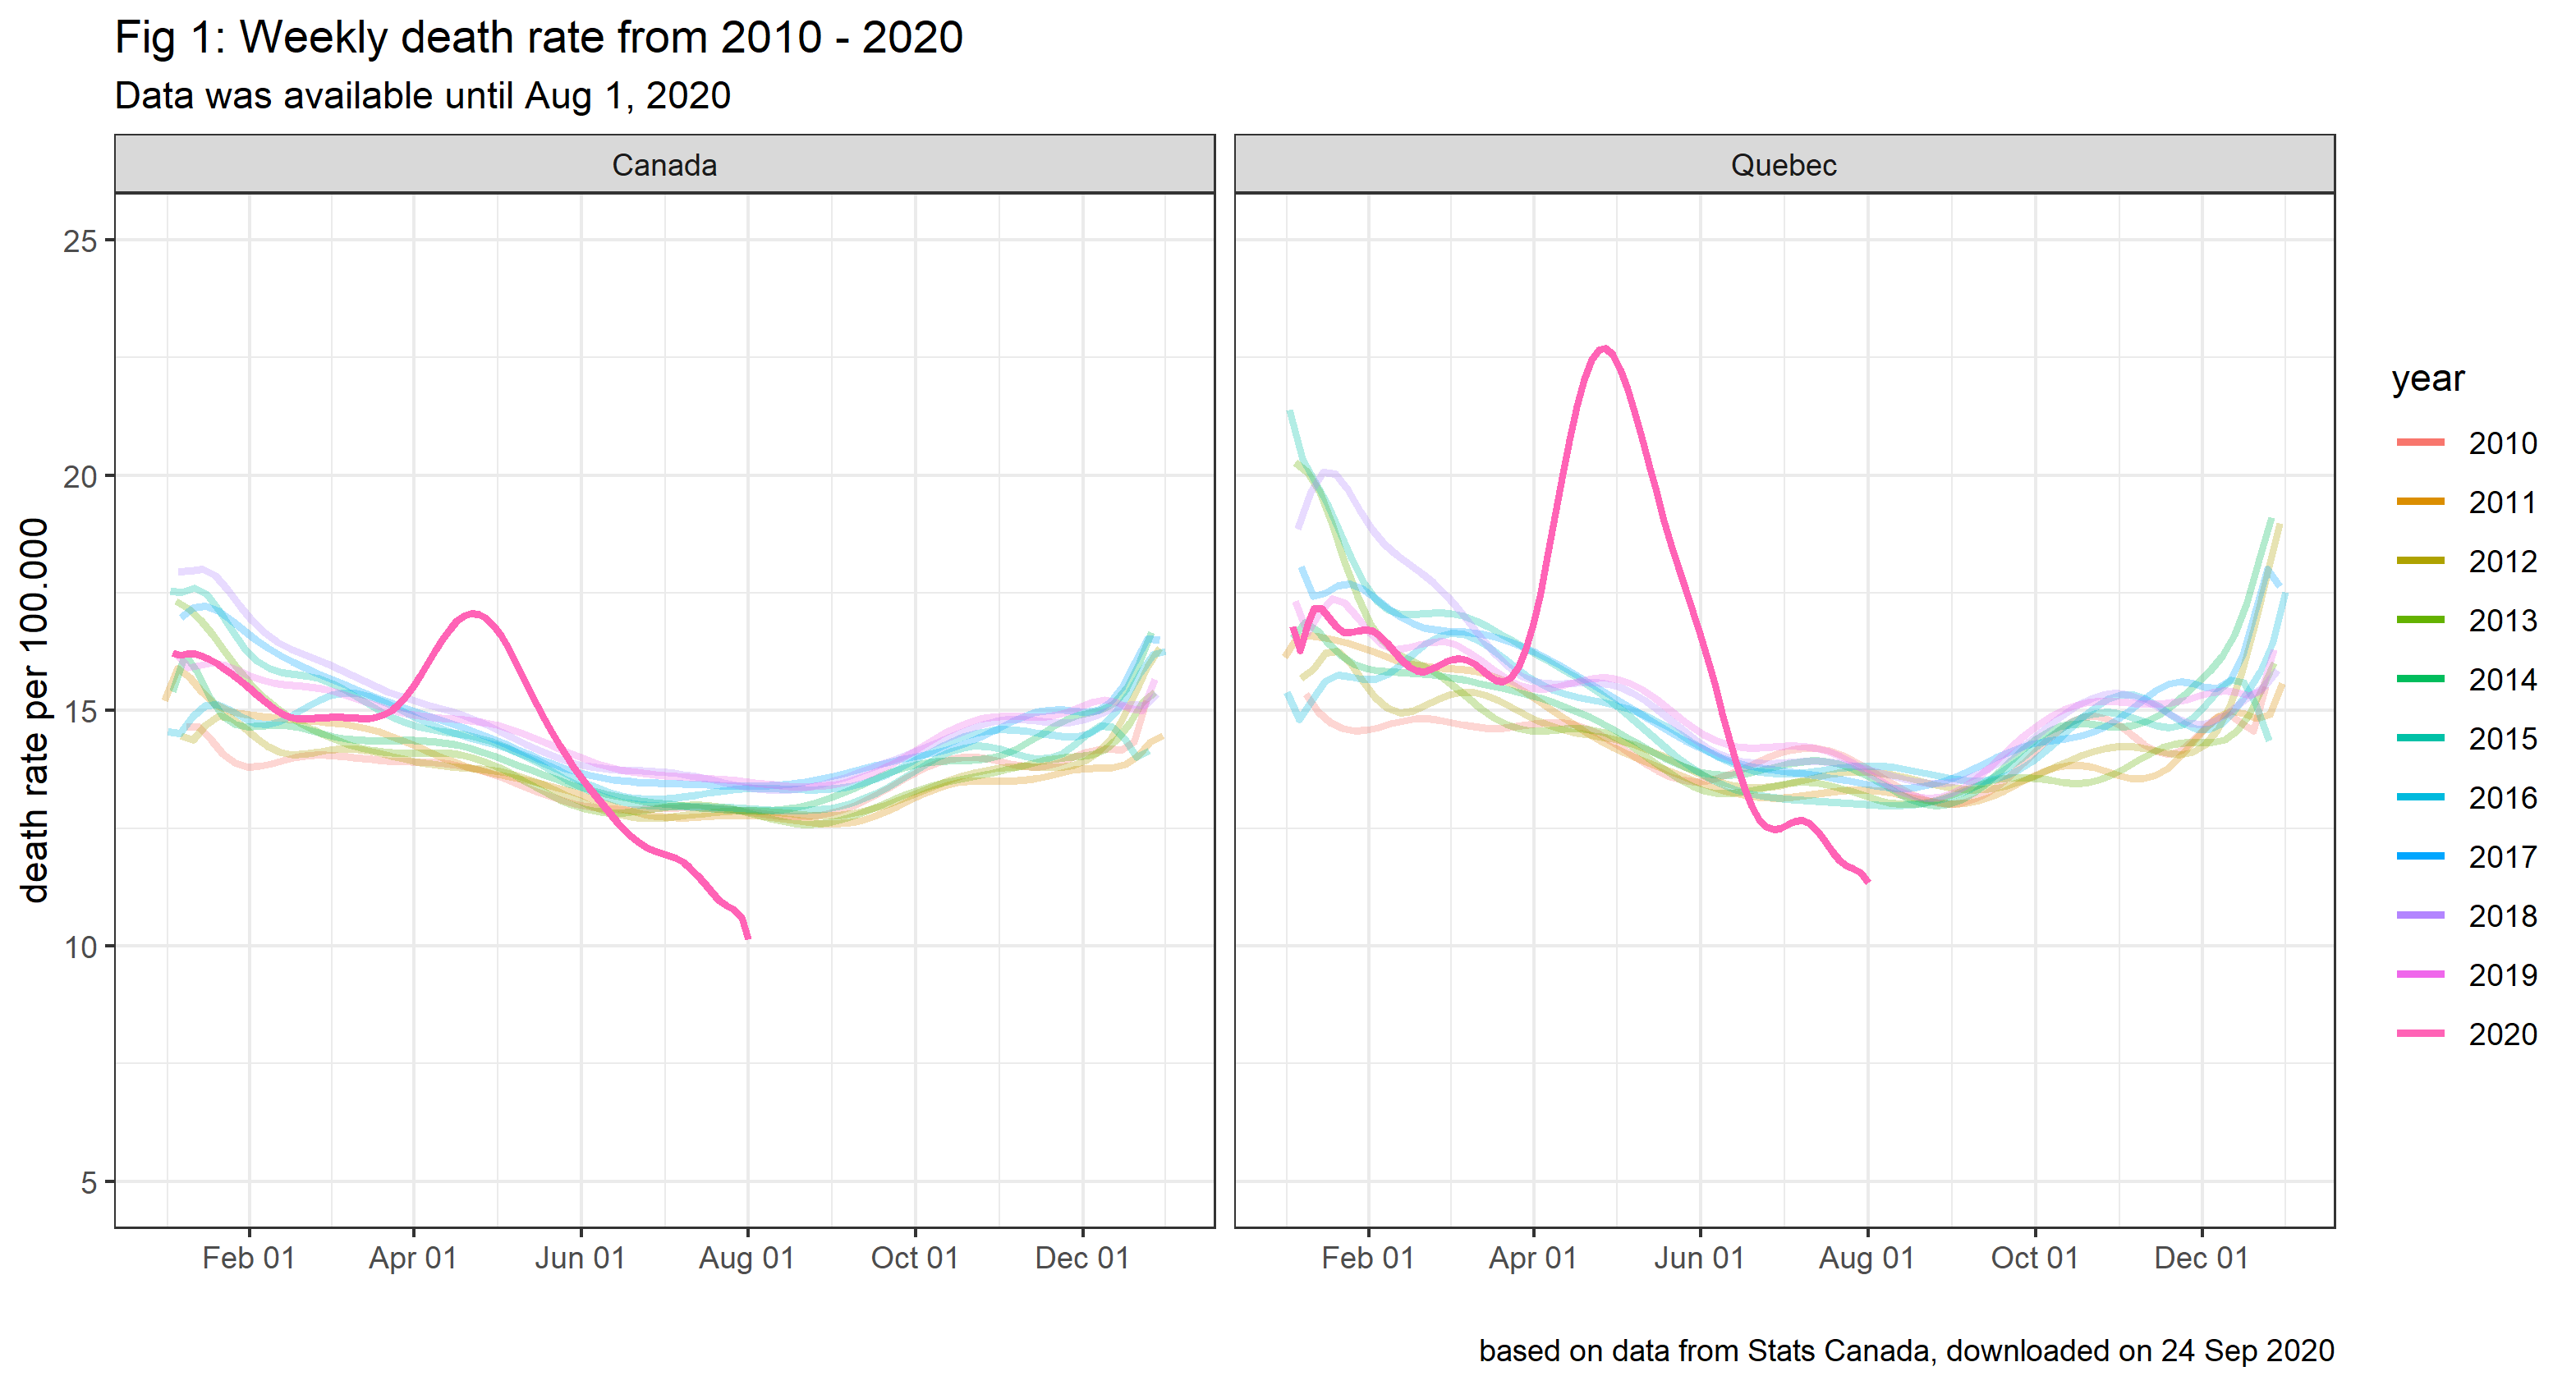 Fig 1: Weekly death rate from 2010 - 2020
Data was available until Aug 1, 2020
Canada
Quebec
death rate per 100.000
25
20
15
10
5
Feb 01
Apr 01
Jun 01
Aug 01
Oct 01
Dec 01
Feb 01
Apr 01
Jun 01
Aug 01
Oct 01
Dec 01
year
2010
2011
2012
2013
2014
2015
2016
2017
2018
2019
2020
based on data from Stats Canada, downloaded on 24 Sep 2020